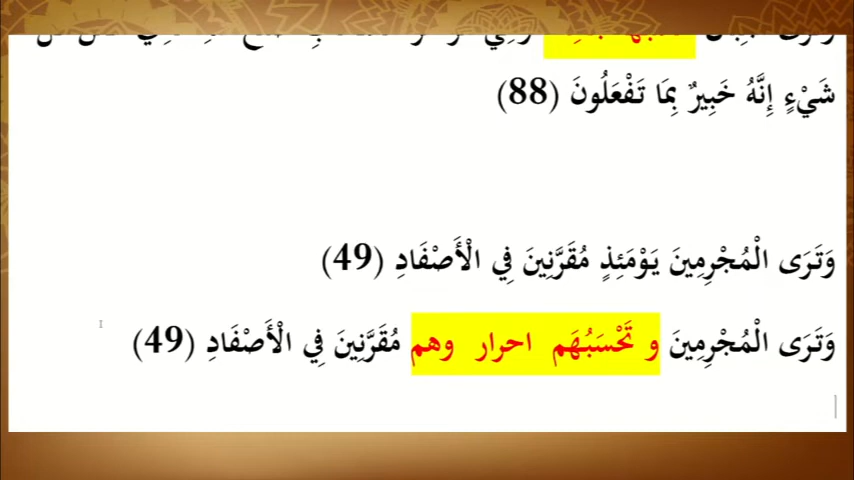 شَيْءٍ إِنَّهُ خَبِيرٌ بِمَا تَفْعَلُونَ (88)
وَتَرَى الْمُجْرِمِينَ يَوْمَئِذٍ مُقَرَّنِينَ فِي الْأَصْفَادِ (49)
وَتَرَى الْمُجْرِمِينَ و تَحْسَبُهَم احرار وهم مُقَرَّنِينَ فِي الْأَصْفَادِ (49)